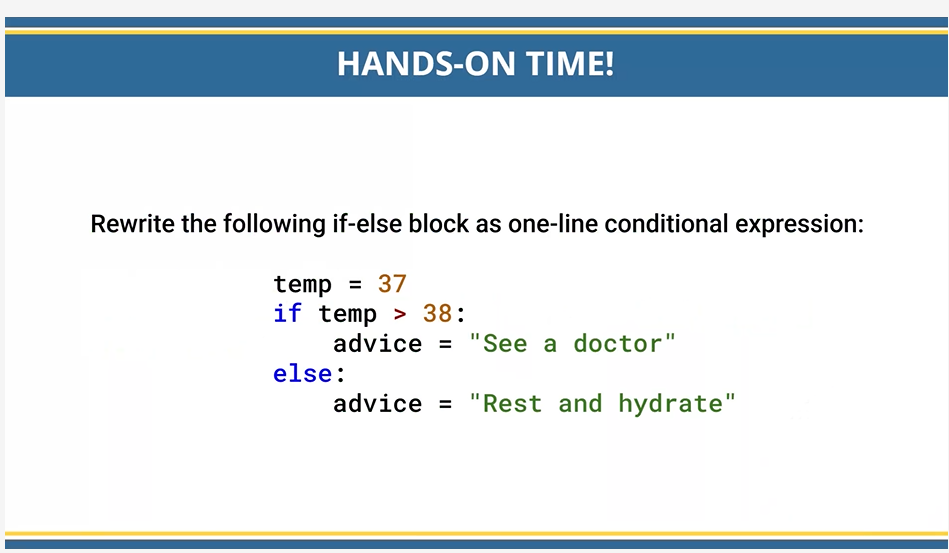 HANDS-ON TIME!
Rewrite the following if-else block as one-line conditional expression:
temp = 37
if temp > 38:
    advice = "See a doctor"
else:
    advice = "Rest and hydrate"